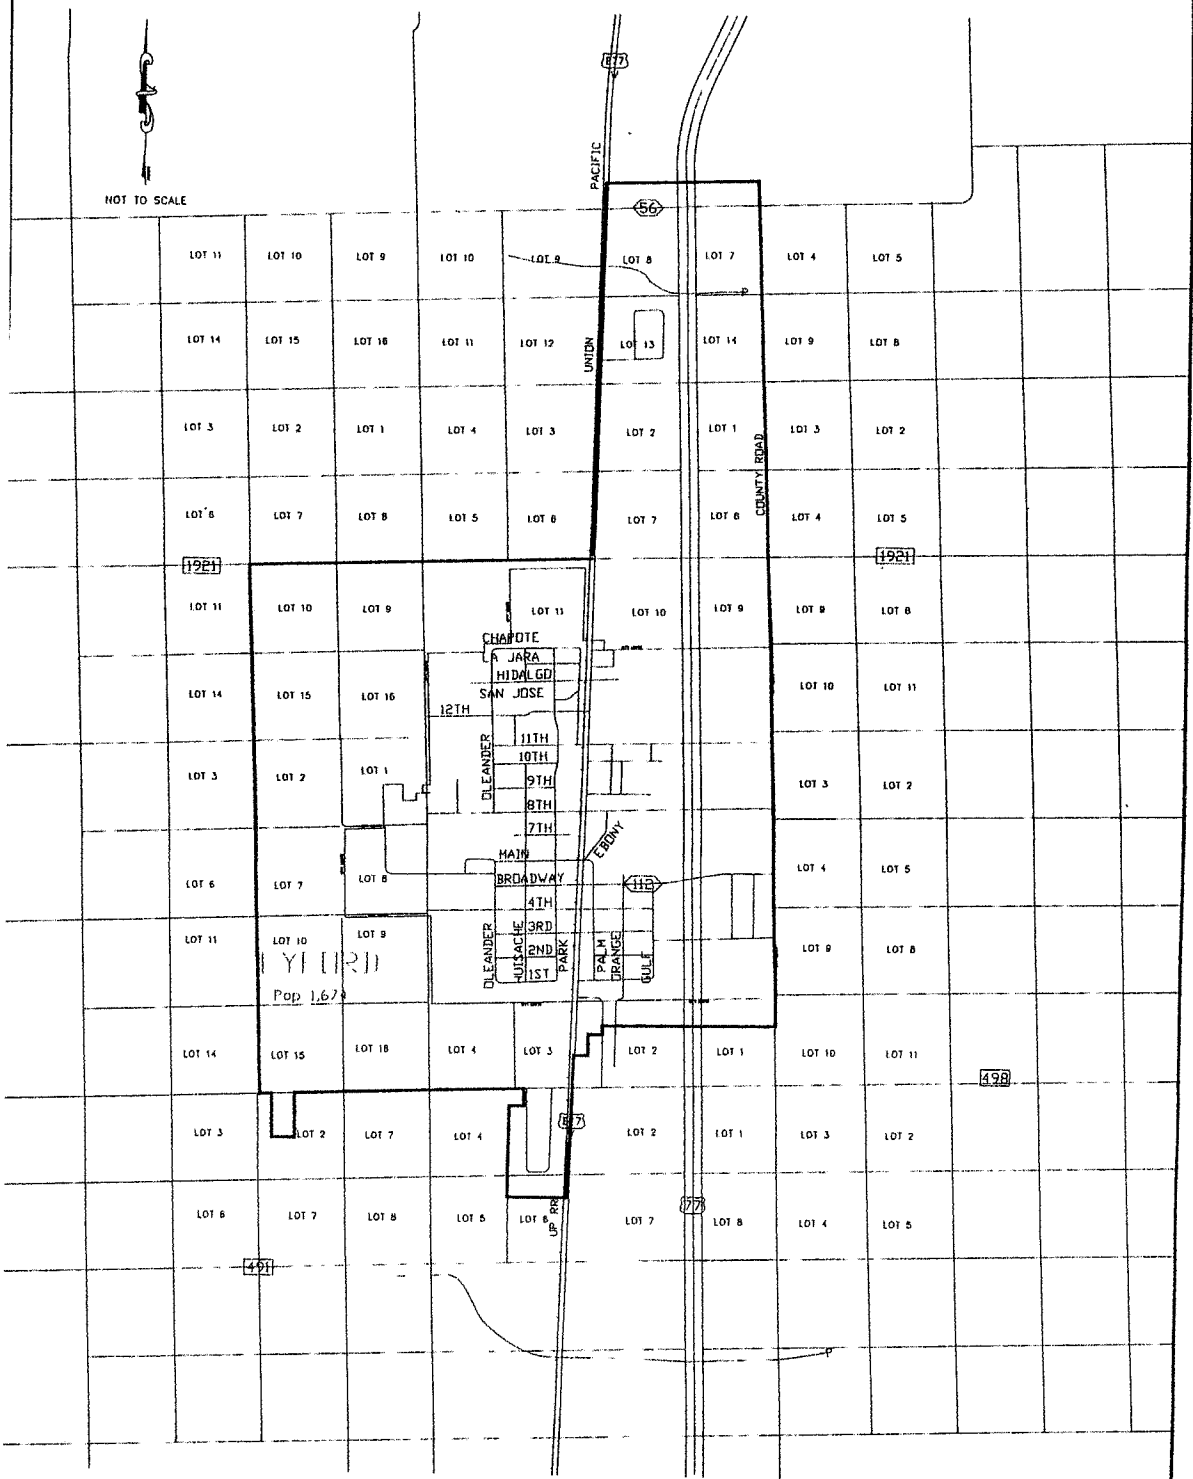 B77
PACIFIC
NOT TO SCALE
56
LOT 11 LOT 10 LOT 9 LOT 10 LOT 9 LOT 8 LOT 7 LOT 4 LOT 5
LOT 14 LOT 15 LOT 16 LOT 11 LOT 12 UNION LOT 13 LOT 14 LOT 9 LOT 8
LOT 3 LOT 2 LOT 1 LOT 4 LOT 3 LOT 2 LOT 1 LOT 3 LOT 2
COUNTY ROAD
LOT 6 LOT 7 LOT 8 LOT 5 LOT 6 LOT 7 LOT 8 LOT 4 LOT 5
1921 1921
LOT 11 LOT 10 LOT 9 LOT 11 LOT 10 LOT 9 LOT 9 LOT 8
CHAPOTE
LA JARA
HIDALGO
LOT 14 LOT 15 LOT 16 SAN JOSE LOT 10 LOT 11
12TH
11TH
OLEANDER
10TH
LOT 3 LOT 2 LOT 1 9TH LOT 3 LOT 2
8TH
7TH
EBONY
MAIN
LOT 6 LOT 7 LOT 8 BROADWAY 112 LOT 4 LOT 5
4TH
LOT 11 LOT 10 LOT 9 3RD LOT 9 LOT 8
OLEANDER HUISACHE 2ND PARK PALM ORANGE GULF
LYFORD
1ST
Pop 1,674
LOT 14 LOT 15 LOT 16 LOT 4 LOT 3 LOT 2 LOT 1 LOT 10 LOT 11
498
B77
LOT 3 LOT 2 LOT 7 LOT 4 LOT 2 LOT 1 LOT 3 LOT 2
77
LOT 6 LOT 7 LOT 8 LOT 5 LOT 6 UP RR LOT 7 LOT 8 LOT 4 LOT 5
491